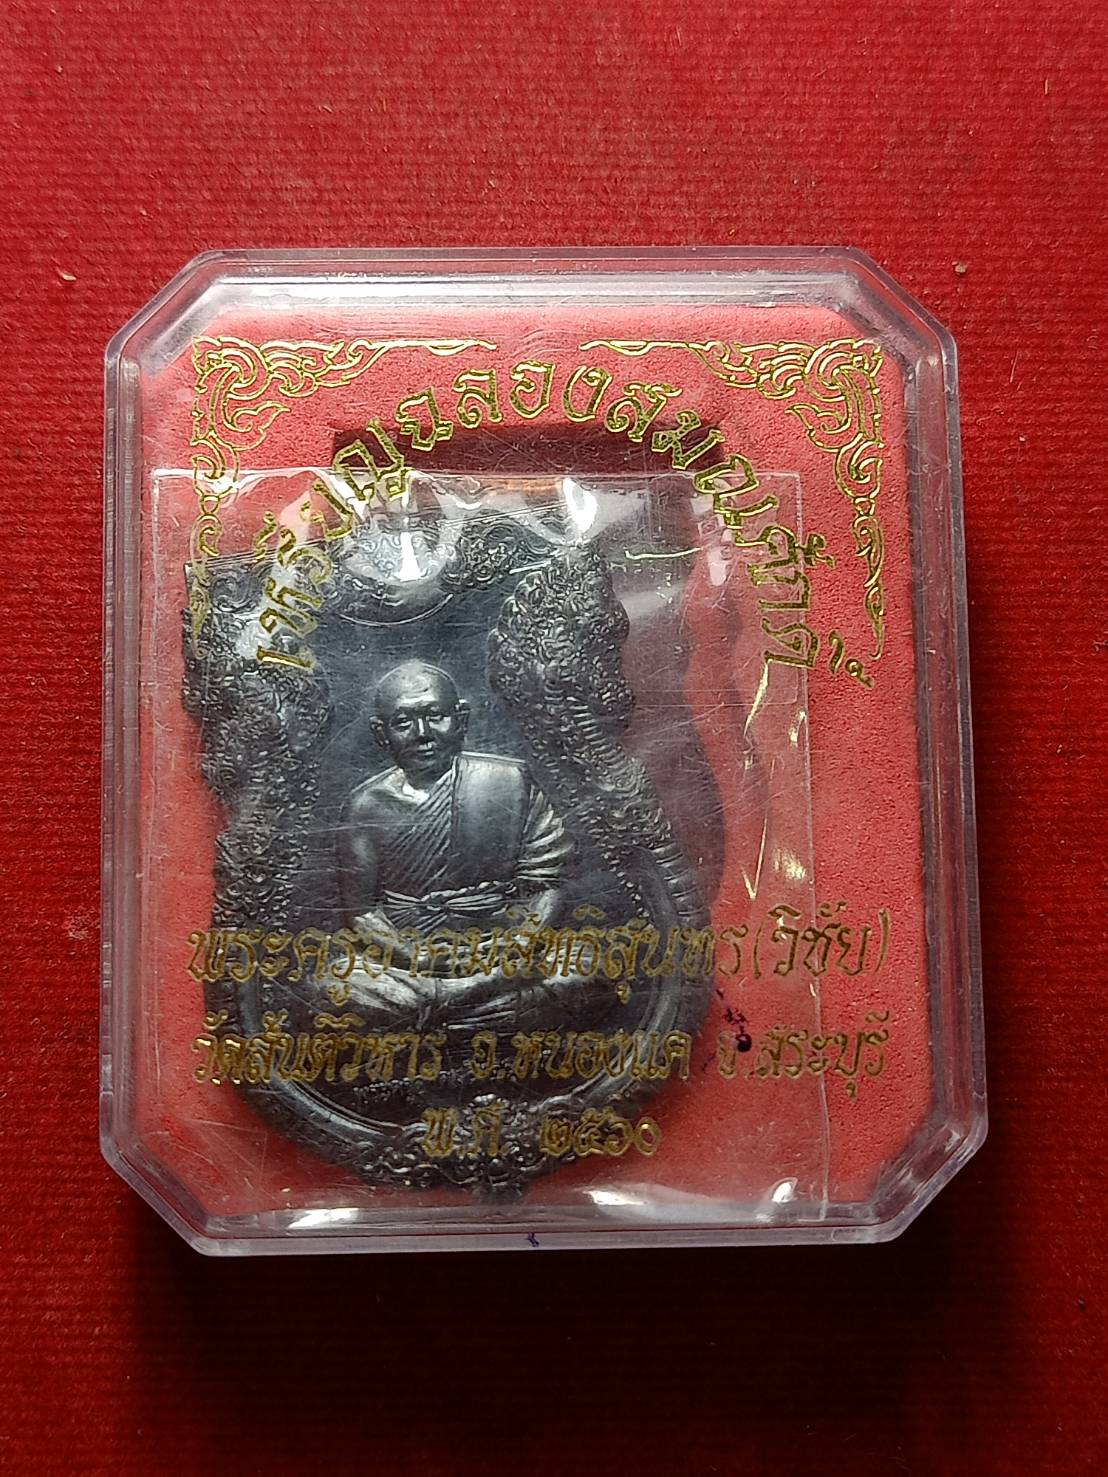 เหรียญฉลองสมณศักดิ์
พระครูอาคมสิทธิสุนทร(วิชัย)
วัดสันติวิหาร อ.หนองแค จ.สระบุรี
พ.ศ. ๒๕๖๐